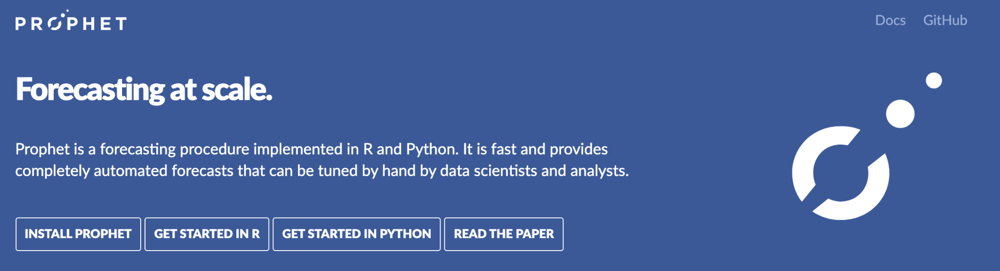 PROPHET
Docs
GitHub
Forecasting at scale.
Prophet is a forecasting procedure implemented in R and Python. It is fast and provides
completely automated forecasts that can be tuned by hand by data scientists and analysts.
INSTALL PROPHET
GET STARTED IN R
GET STARTED IN PYTHON
READ THE PAPER